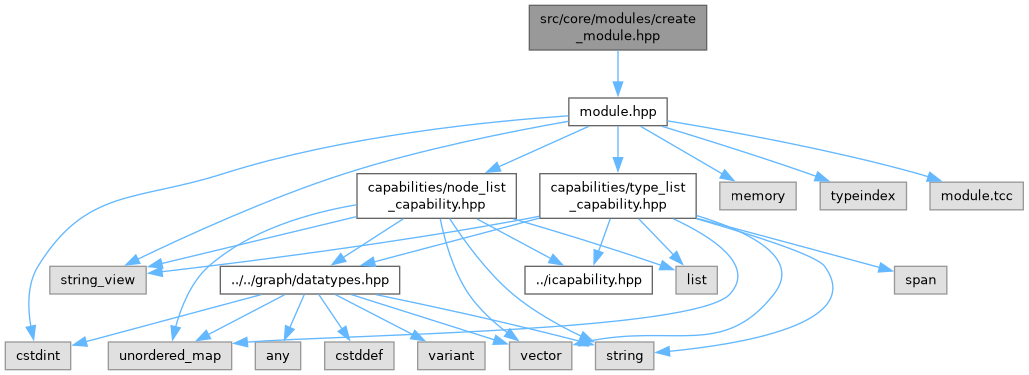 src/core/modules/create
_module.hpp
module.hpp
capabilities/node_list
_capability.hpp
capabilities/type_list
_capability.hpp
memory
typeindex
module.tcc
string_view
../../graph/datatypes.hpp
../icapability.hpp
list
span
cstdint
unordered_map
any
cstddef
variant
vector
string